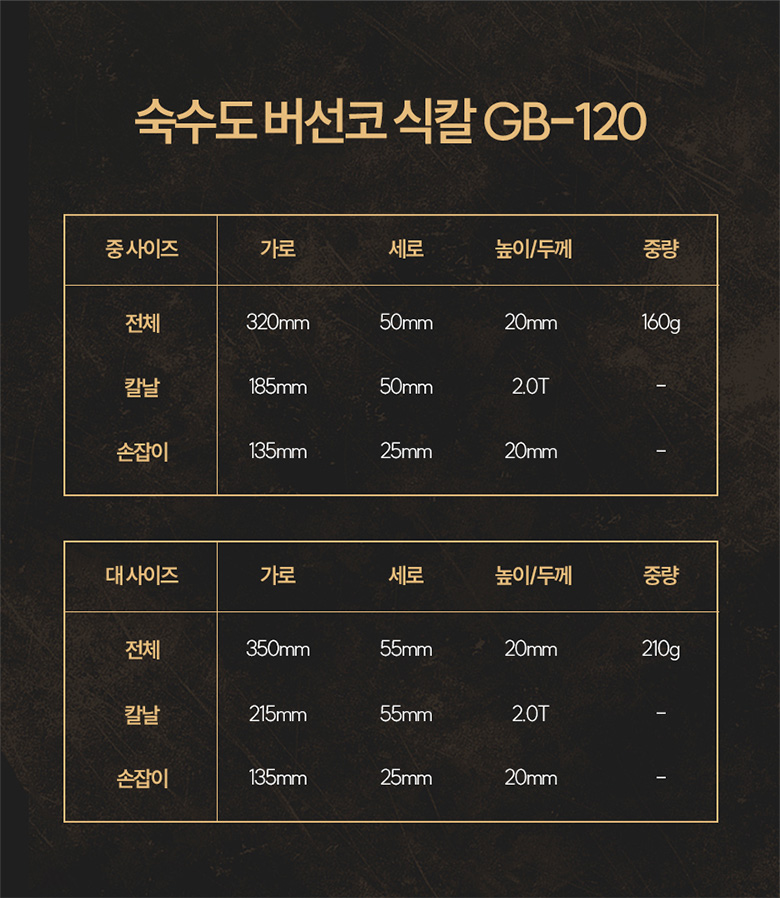 숙수도 버선코 식칼 GB-120
중 사이즈 가로 세로 높이/두께 중량
전체 320mm 50mm 20mm 160g
칼날 185mm 50mm 2.0T -
손잡이 135mm 25mm 20mm -
대 사이즈 가로 세로 높이/두께 중량
전체 350mm 55mm 20mm 210g
칼날 215mm 55mm 2.0T -
손잡이 135mm 25mm 20mm -